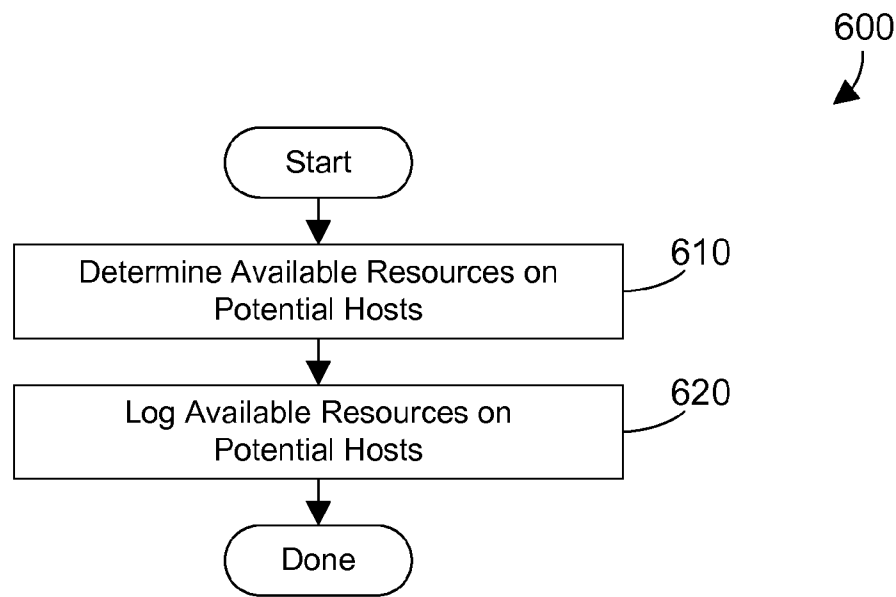 600
Start
Determine Available Resources on
Potential Hosts
610
Log Available Resources on
Potential Hosts
620
Done